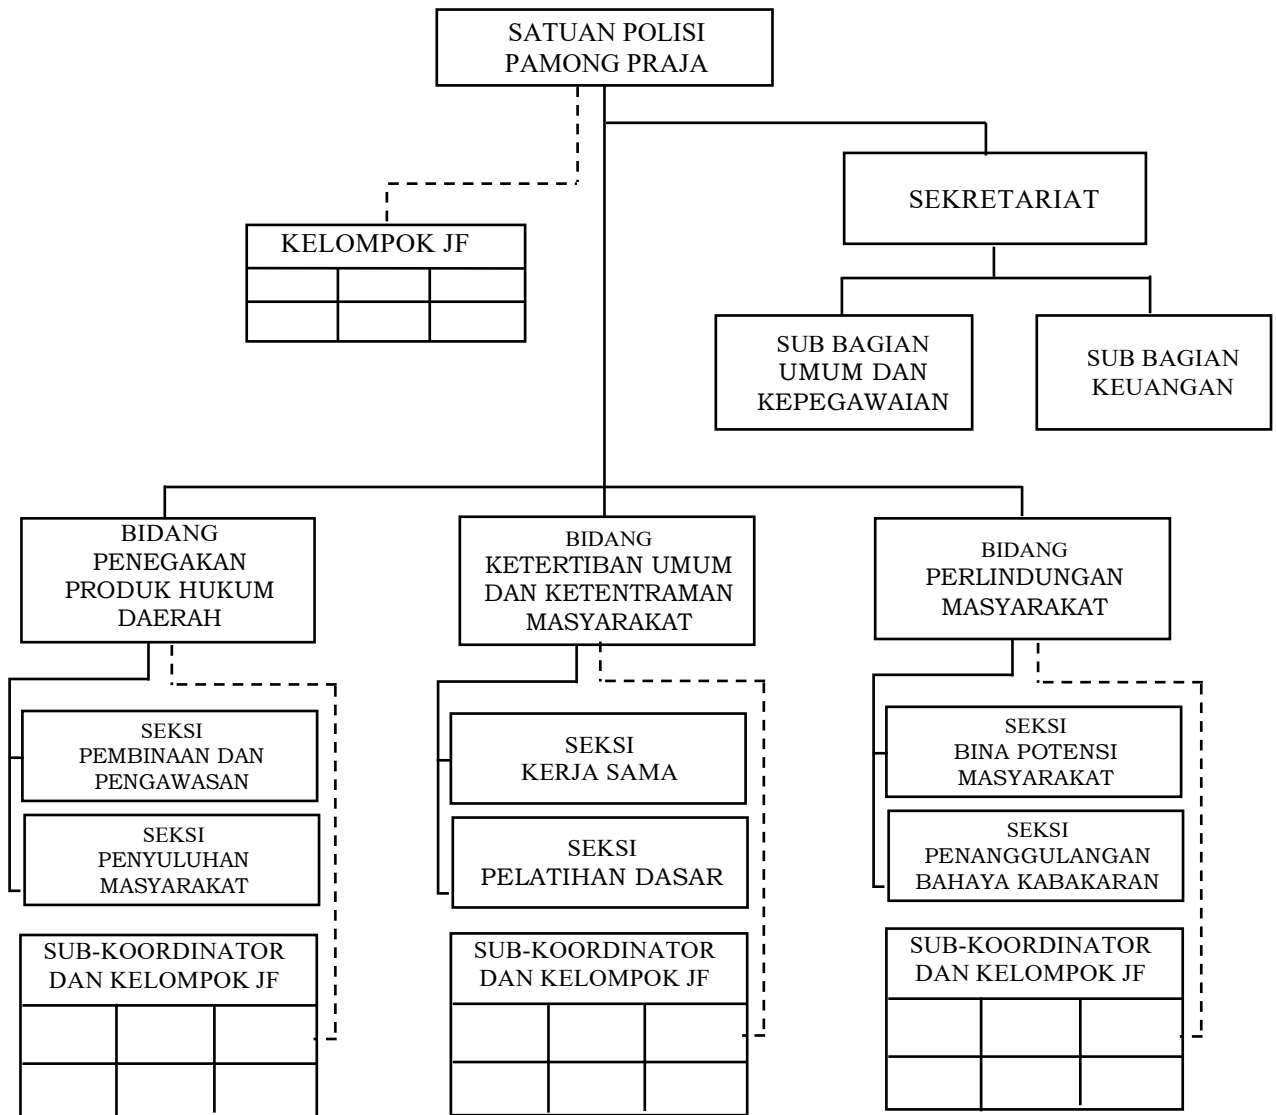 SATUAN POLISI
PAMONG PRAJA
SEKRETARIAT
KELOMPOK JF
SUB BAGIAN
UMUM DAN
KEPEGAWAIAN
SUB BAGIAN
KEUANGAN
BIDANG
PENEGAKAN
PRODUK HUKUM
DAERAH
BIDANG
KETERTIBAN UMUM
DAN KETENTRAMAN
MASYARAKAT
BIDANG
PERLINDUNGAN
MASYARAKAT
SEKSI
PEMBINAAN DAN
PENGAWASAN
SEKSI
KERJA SAMA
SEKSI
BINA POTENSI
MASYARAKAT
SEKSI
PENYULUHAN
MASYARAKAT
SEKSI
PELATIHAN DASAR
SEKSI
PENANGGULANGAN
BAHAYA KABAKARAN
SUB-KOORDINATOR
DAN KELOMPOK JF
SUB-KOORDINATOR
DAN KELOMPOK JF
SUB-KOORDINATOR
DAN KELOMPOK JF